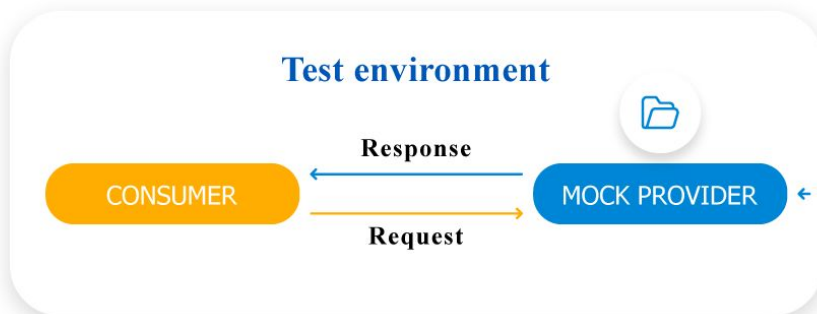 Test environment
Response
CONSUMER
MOCK PROVIDER
Request